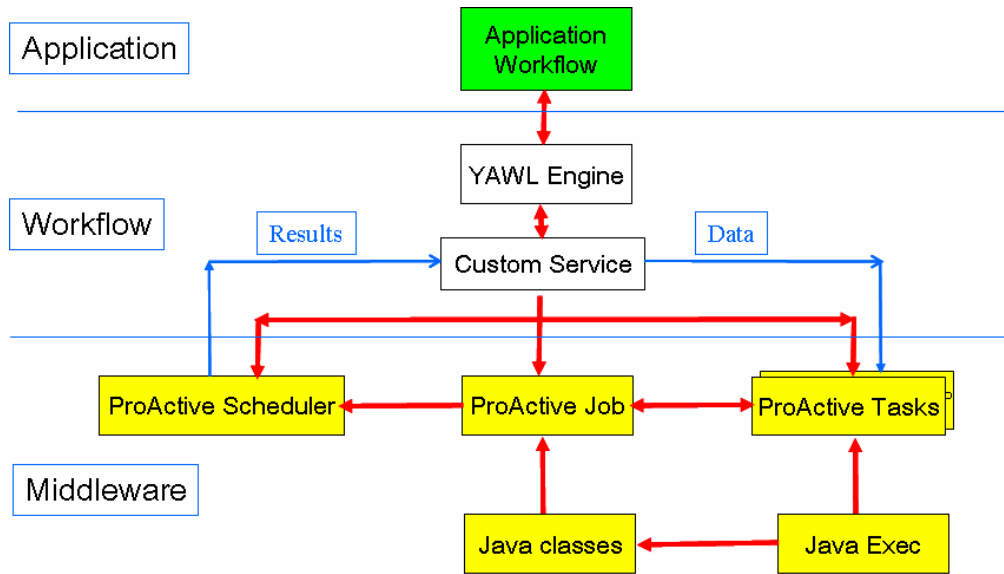 Application
Application
Workflow
YAWL Engine
Workflow
Results
Data
Custom Service
ProActive Scheduler
ProActive Job
ProActive Tasks
Middleware
Java classes
Java Exec